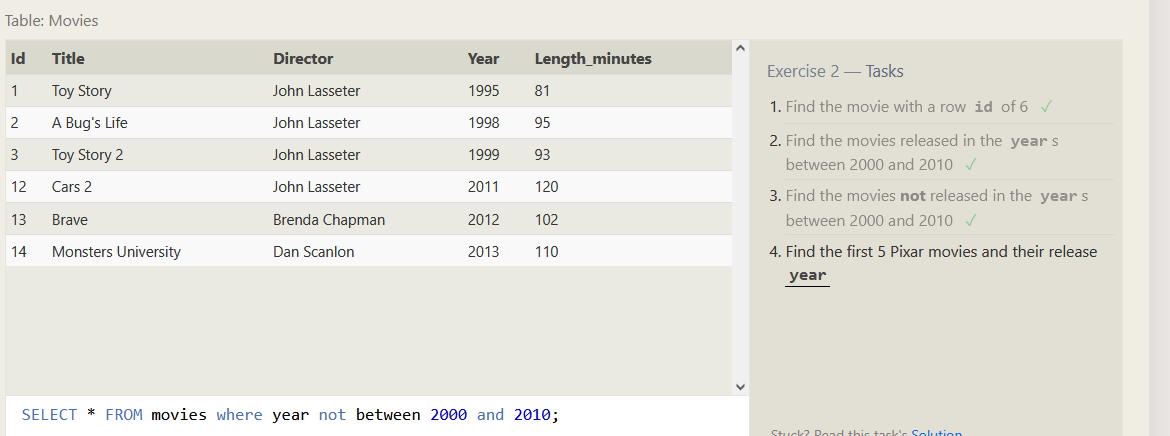 Table: Movies
Id Title Director Year Length_minutes
1 Toy Story John Lasseter 1995 81
2 A Bug's Life John Lasseter 1998 95
3 Toy Story 2 John Lasseter 1999 93
12 Cars 2 John Lasseter 2011 120
13 Brave Brenda Chapman 2012 102
14 Monsters University Dan Scanlon 2013 110
SELECT * FROM movies where year not between 2000 and 2010;
Exercise 2 — Tasks
1. Find the movie with a row id of 6 ✓
2. Find the movies released in the year s
between 2000 and 2010 ✓
3. Find the movies not released in the year s
between 2000 and 2010 ✓
4. Find the first 5 Pixar movies and their release
year
Stuck? Read this task's Solution